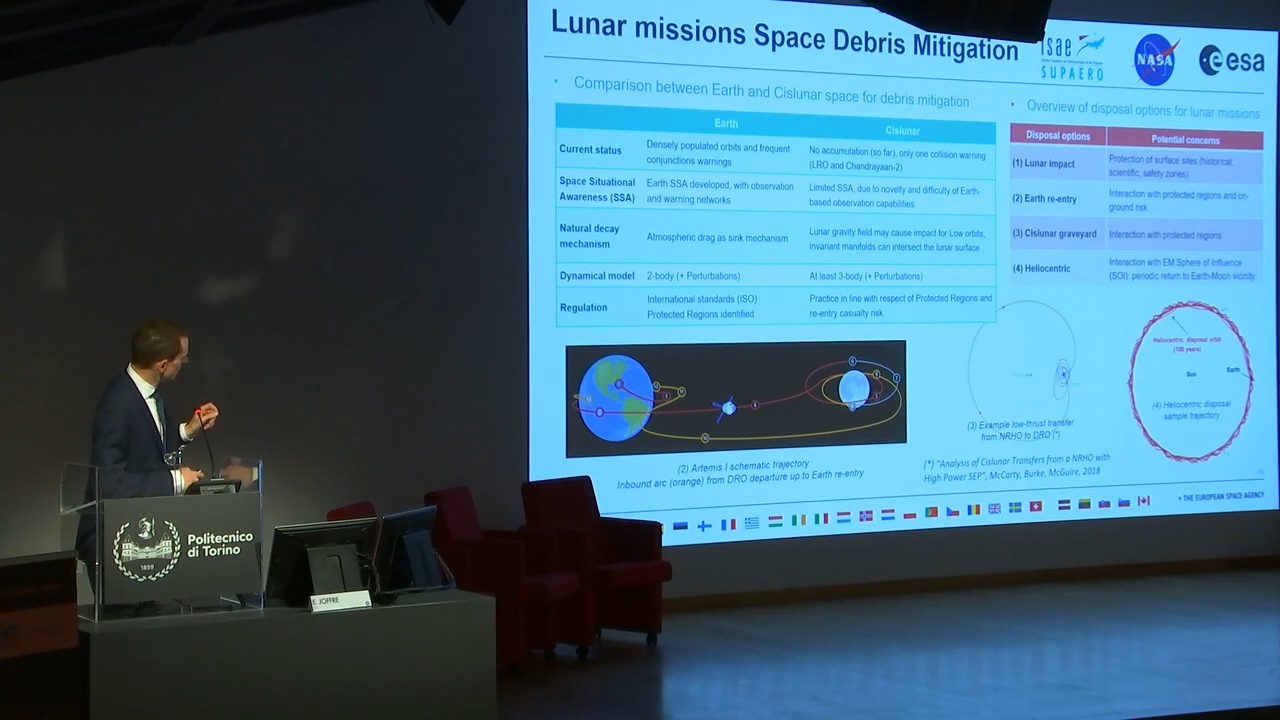 Lunar missions Space Debris Mitigation
isae
SUPAERO
NASA
esa
• Comparison between Earth and Cislunar space for debris mitigation
Earth Cislunar
Current status
Densely populated orbits and frequent
conjunctions warnings
No accumulation (so far), only one collision warning
(LRO and Chandrayaan-2)
Space Situational
Awareness (SSA)
Earth SSA developed, with observation
and warning networks
Limited SSA, due to novelty and difficulty of Earth-
based observation capabilities
Natural decay
mechanism
Atmospheric drag as sink mechanism
Lunar gravity field may cause impact for Low orbits,
invariant manifolds can intersect the lunar surface
Dynamical model
2-body (+ Perturbations)
At least 3-body (+ Perturbations)
Regulation
International standards (ISO)
Protected Regions identified
Practice in line with respect of Protected Regions and
re-entry casualty risk.
• Overview of disposal options for lunar missions
Disposal options Potential concerns
(1) Lunar impact
Protection of surface sites (historical,
scientific, safety zones)
(2) Earth re-entry
Interaction with protected regions and on-
ground risk
(3) Cislunar graveyard
Interaction with protected regions
(4) Heliocentric
Interaction with EM Sphere of Influence
(SOI): periodic return to Earth-Moon vicinity
(2) Artemis I schematic trajectory
Inbound arc (orange) from DRO departure up to Earth re-entry
(3) Example low-thrust transfer
from NRHO to DRO (*)
Heliocentric disposal orbit
(100 years)
Sun
Earth
(4) Heliocentric disposal
sample trajectory
(*) "Analysis of Cislunar Transfers from a NRHO with
High Power SEP", McCarty, Burke, McGuire, 2018
THE EUROPEAN SPACE AGENCY
Politecnico
di Torino
1859
E. JOFFRE